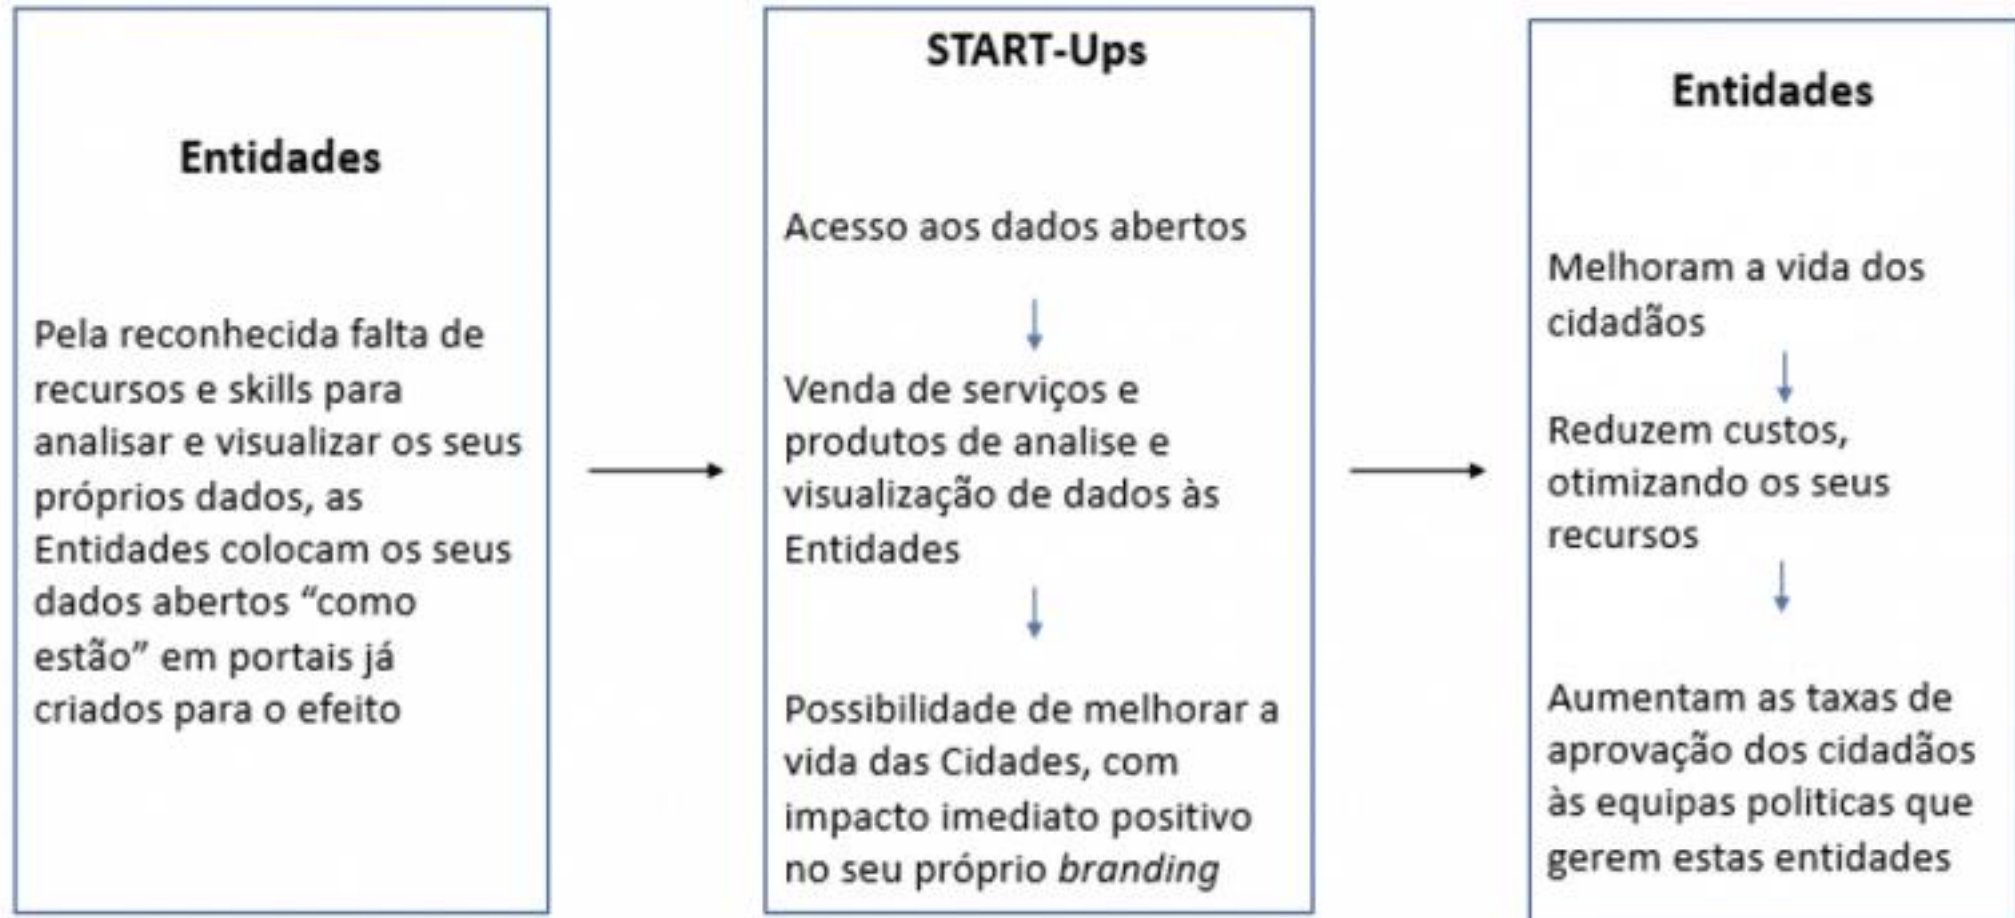 Entidades
Pela reconhecida falta de
recursos e skills para
analisar e visualizar os seus
próprios dados, as
Entidades colocam os seus
dados abertos “como
estão” em portais já
criados para o efeito
START-Ups
Acesso aos dados abertos
Venda de serviços e
produtos de analise e
visualização de dados às
Entidades
Possibilidade de melhorar a
vida das Cidades, com
impacto imediato positivo
no seu próprio branding
Entidades
Melhoram a vida dos
cidadãos
Reduzem custos,
otimizando os seus
recursos
Aumentam as taxas de
aprovação dos cidadãos
às equipas politicas que
gerem estas entidades